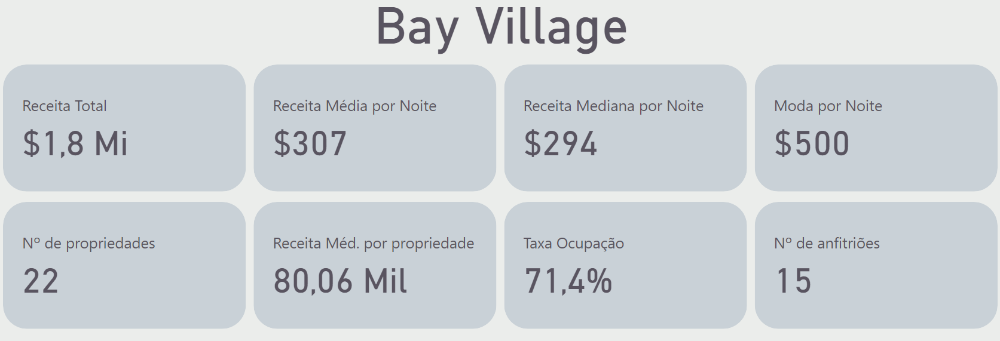 Bay Village
Receita Total
$1,8 Mi
Receita Média por Noite
$307
Receita Mediana por Noite
$294
Moda por Noite
$500
Nº de propriedades
22
Receita Méd. por propriedade
80,06 Mil
Taxa Ocupação
71,4%
Nº de anfitriões
15